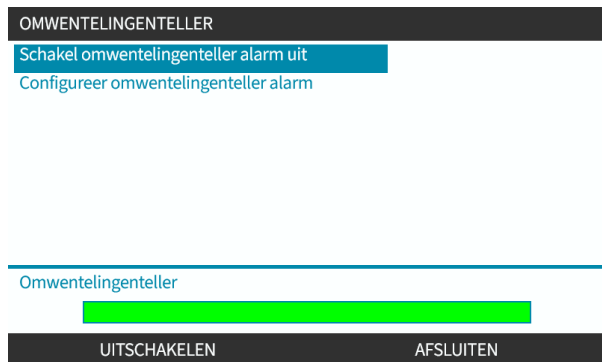 OMWENTELINGENTELLER
Schakel omwentelingenteller alarm uit
Configureer omwentelingenteller alarm
Omwentelingenteller
UITSCHAKELEN AFSLUITEN